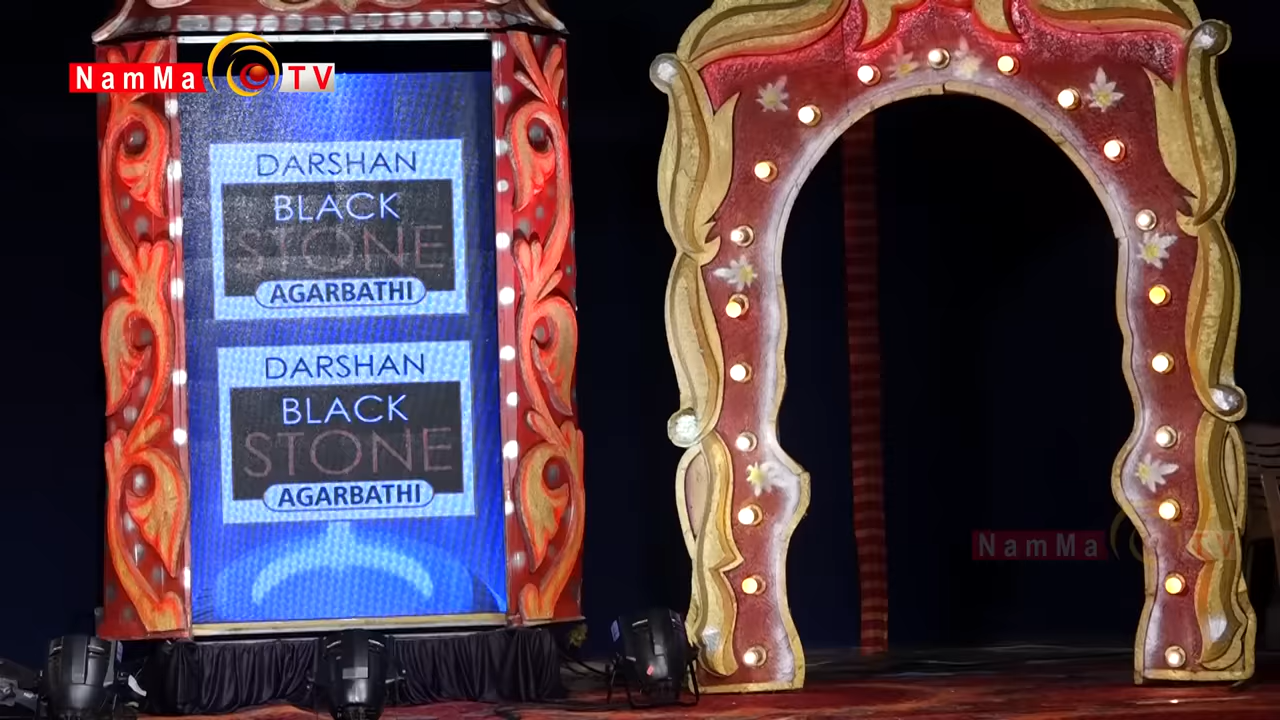 NamMa TV
DARSHAN
BLACK
STONE
AGARBATHI
DARSHAN
BLACK
STONE
AGARBATHI
NamMa TV